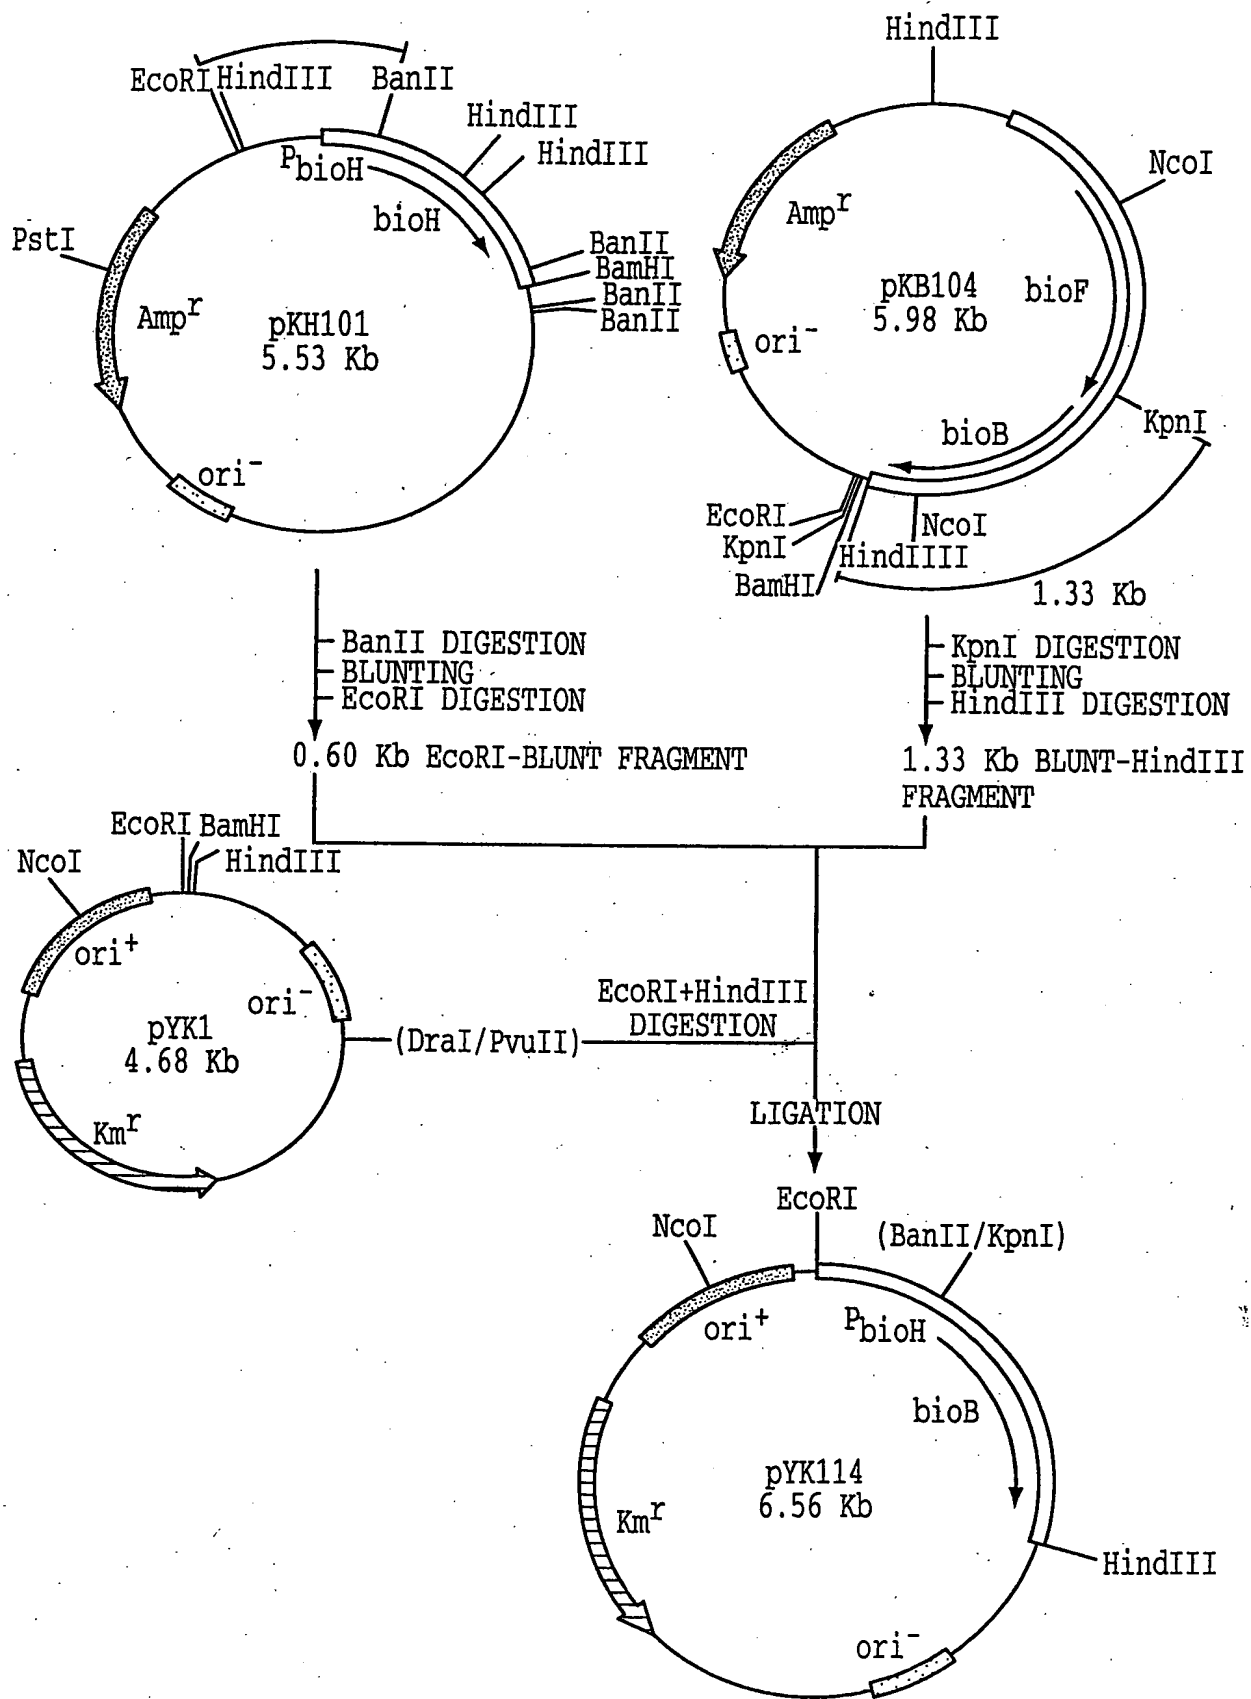 EcoRI HindIII BanII
HindIII
HindIII
PbioH
bioH
PstI
Ampr
BanII
BamHI
BanII
BanII
pKH101
5.53 Kb
ori-
HindIII
NcoI
Ampr
pKB104
5.98 Kb
bioF
ori-
KpnI
bioB
EcoRI
KpnI
BamHI
NcoI
HindIIII
1.33 Kb
BanII DIGESTION
BLUNTING
EcoRI DIGESTION
0.60 Kb EcoRI-BLUNT FRAGMENT
KpnI DIGESTION
BLUNTING
HindIII DIGESTION
1.33 Kb BLUNT-HindIII
FRAGMENT
EcoRI BamHI
HindIII
NcoI
ori+
ori-
pYK1
4.68 Kb
(DraI/PvuII)
Kmr
EcoRI+HindIII
DIGESTION
LIGATION
EcoRI
NcoI
(BanII/KpnI)
ori+
PbioH
bioB
pYK114
6.56 Kb
Kmr
HindIII
ori-